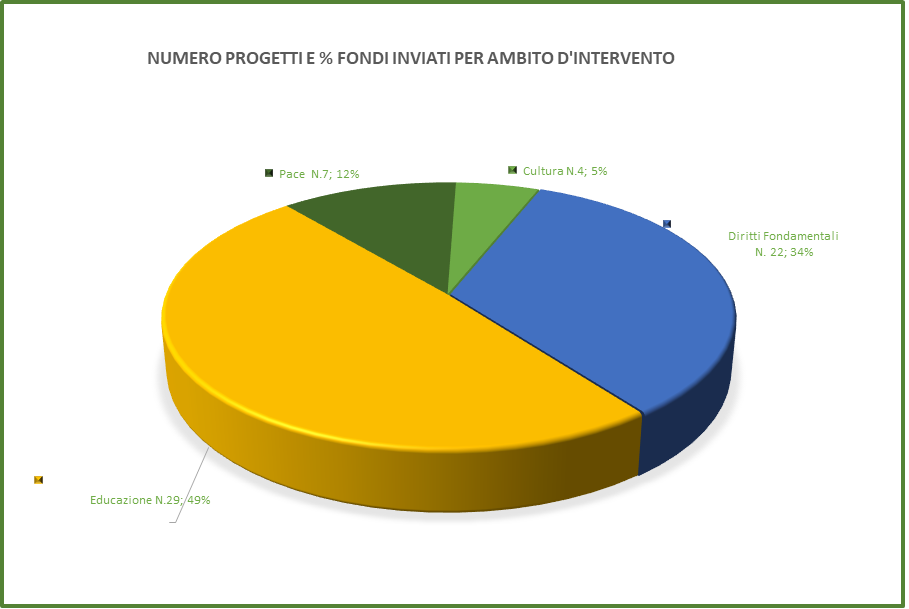 NUMERO PROGETTI E % FONDI INVIATI PER AMBITO D'INTERVENTO
Pace N.7; 12%
Cultura N.4; 5%
Diritti Fondamentali
N. 22; 34%
Educazione N.29; 49%